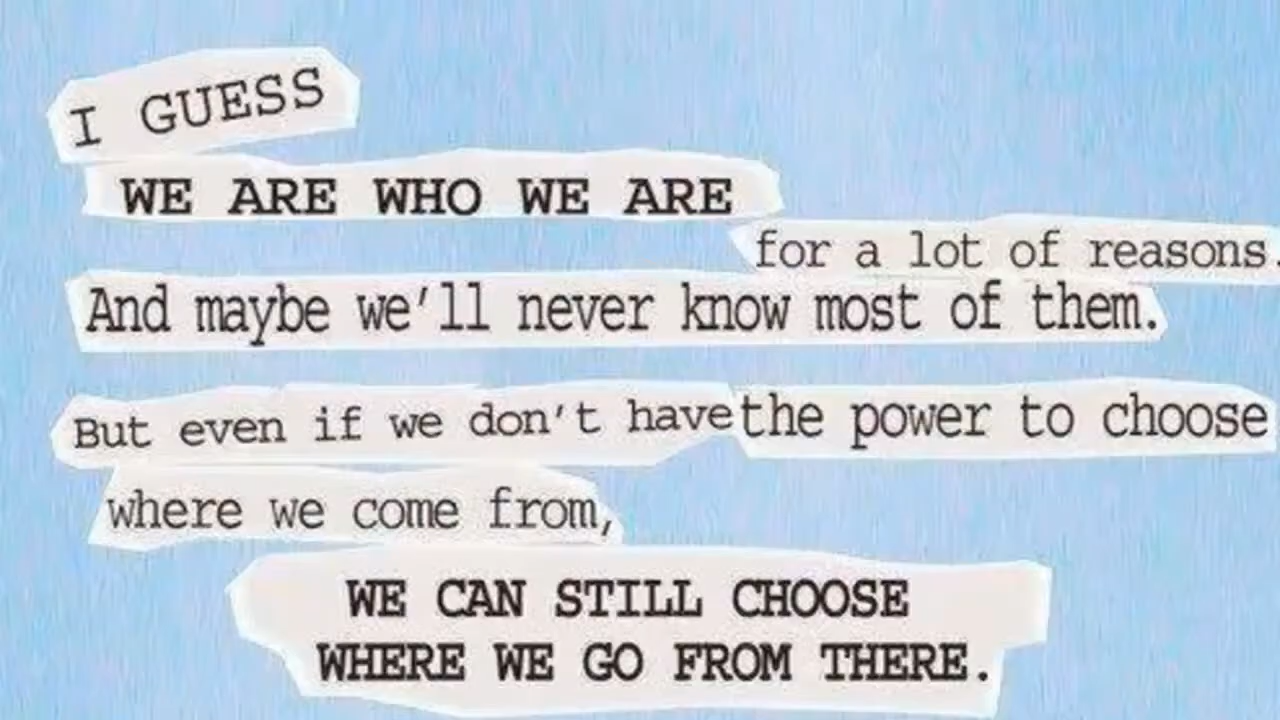 I GUESS
WE ARE WHO WE ARE
for a lot of reasons.
And maybe we'll never know most of them.
But even if we don't have the power to choose
where we come from,
WE CAN STILL CHOOSE
WHERE WE GO FROM THERE.